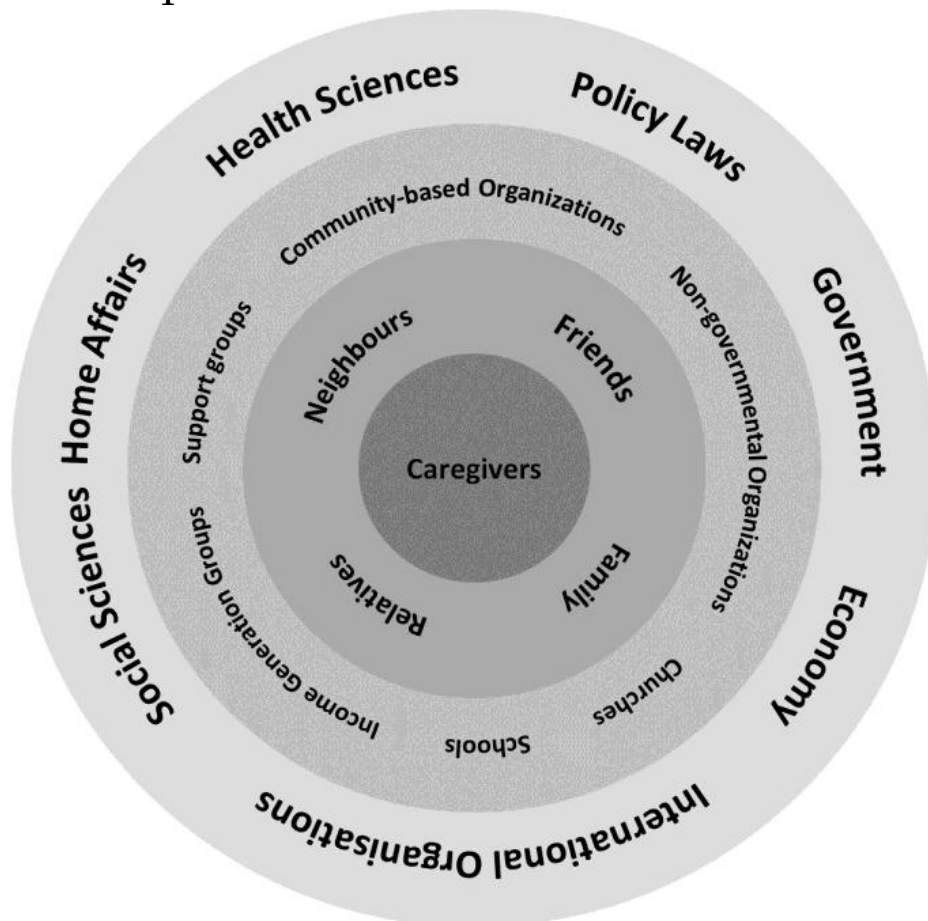 Health Sciences
Policy Laws
Government
Economy
International Organisations
Social Sciences
Home Affairs
Community-based Organizations
Non-governmental Organizations
Churches
Schools
Income Generation Groups
Support groups
Neighbours
Friends
Family
Relatives
Caregivers